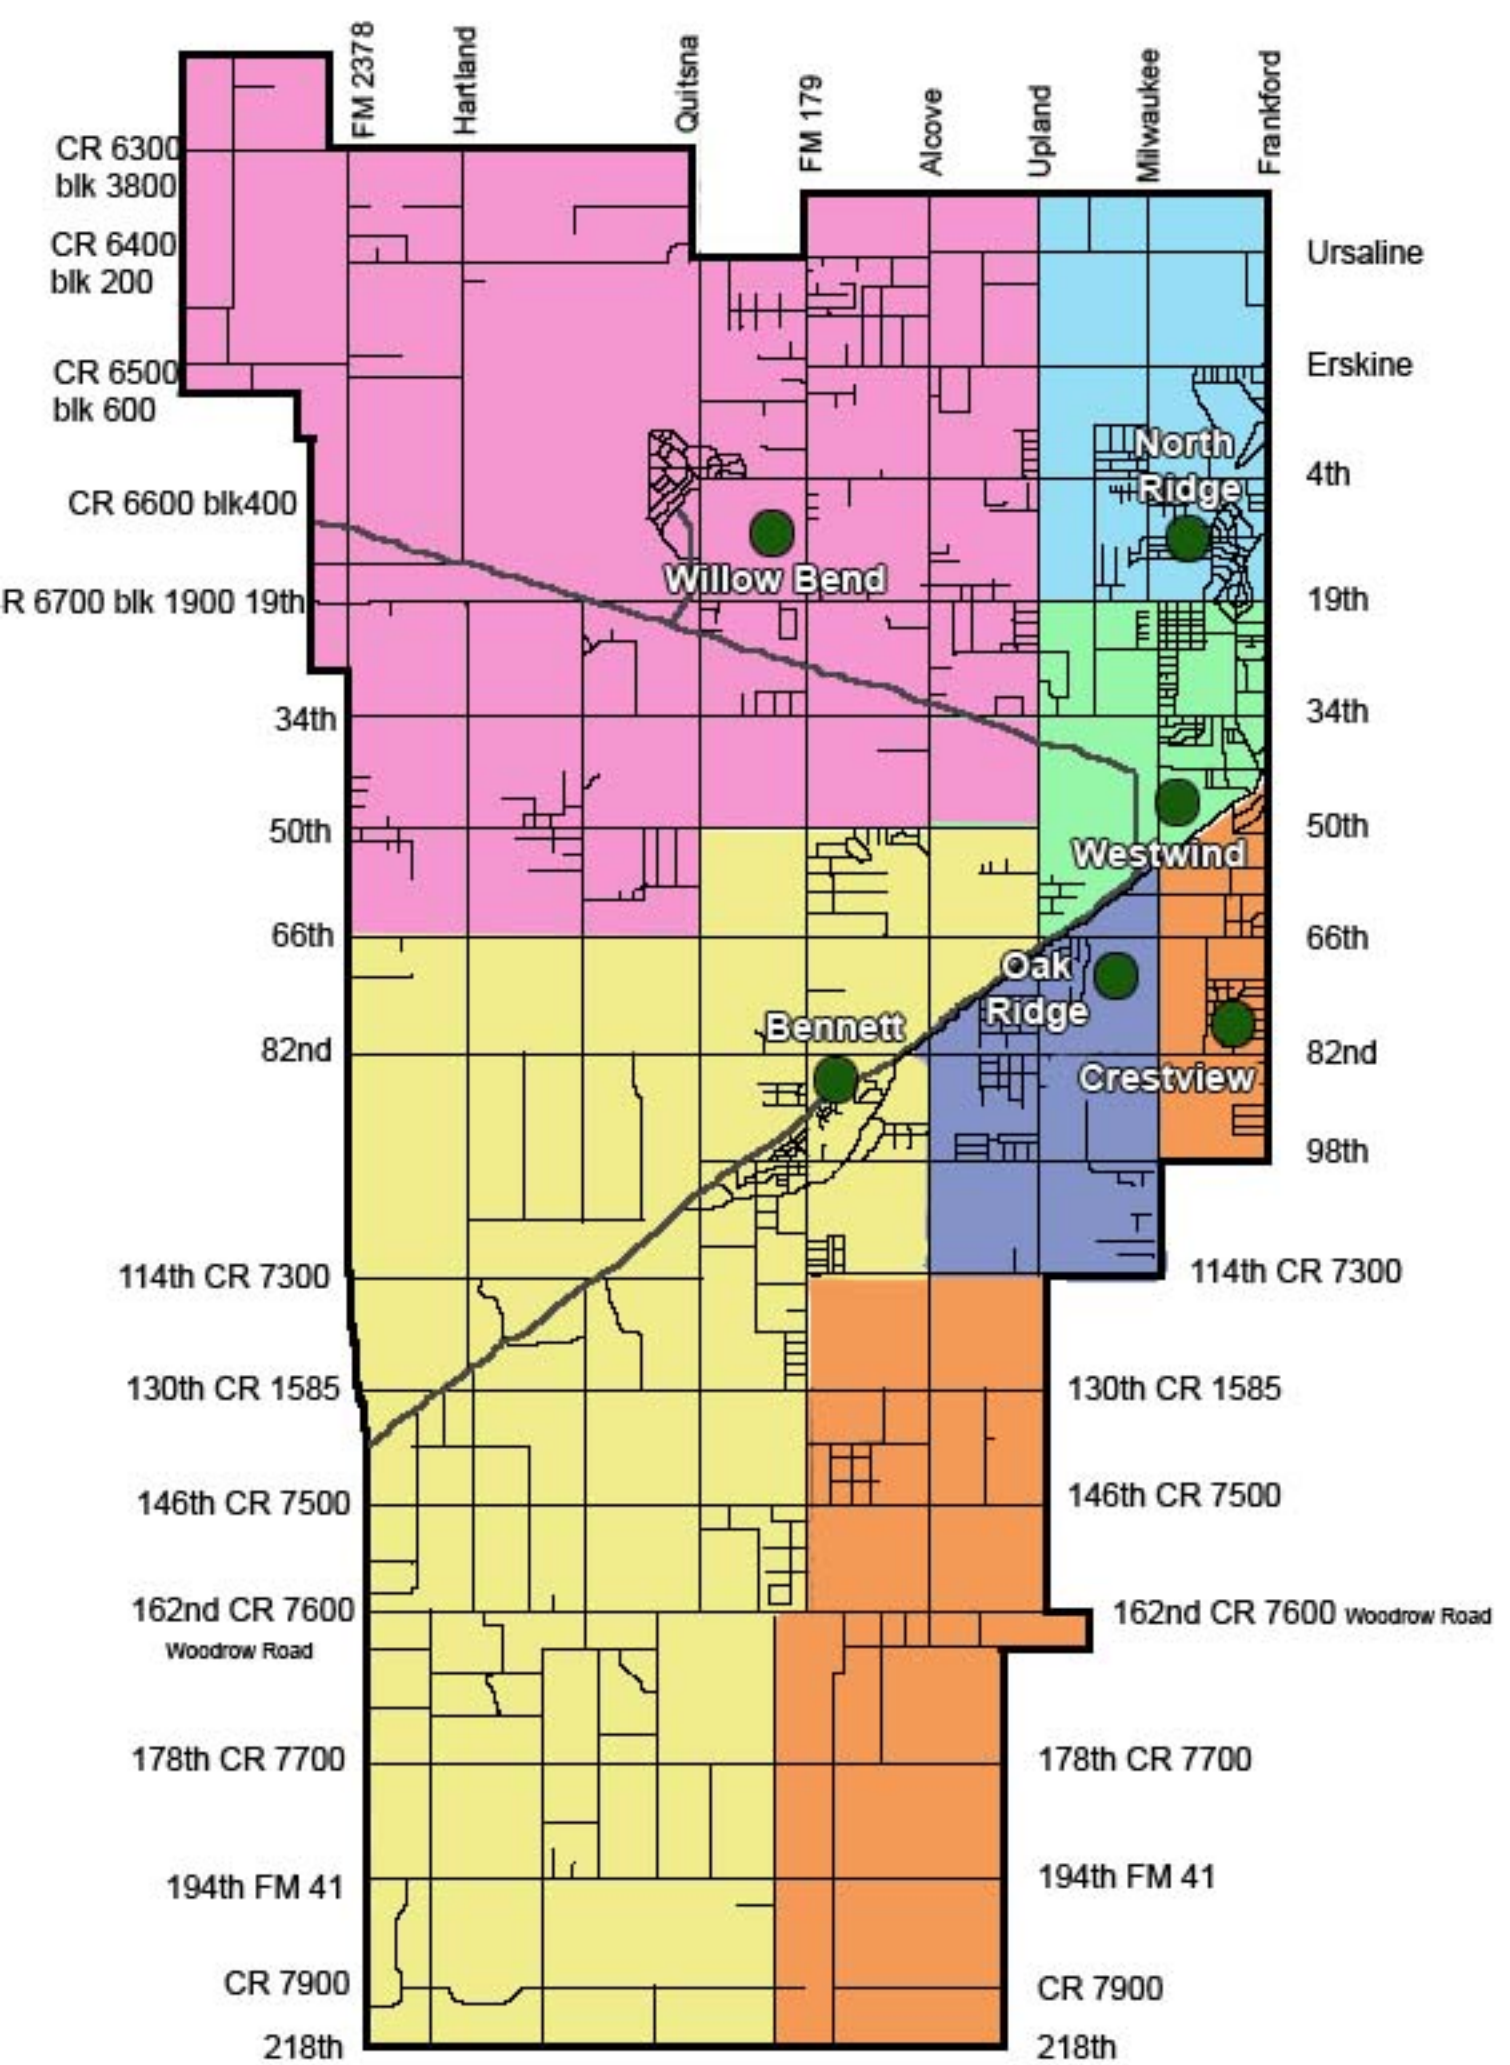 FM 2378
Hartland
Quitsna
FM 179
Alcove
Upland
Milwaukee
Frankford
CR 6300
blk 3800
CR 6400
blk 200
Ursaline
CR 6500
blk 600
Erskine
North
Ridge
4th
CR 6600 blk400
Willow Bend
R 6700 blk 1900 19th
19th
34th
34th
50th
50th
Westwind
66th
66th
Oak
Ridge
Bennett
82nd
82nd
Crestview
98th
114th CR 7300
114th CR 7300
130th CR 1585
130th CR 1585
146th CR 7500
146th CR 7500
162nd CR 7600
Woodrow Road
162nd CR 7600 Woodrow Road
178th CR 7700
178th CR 7700
194th FM 41
194th FM 41
CR 7900
CR 7900
218th
218th